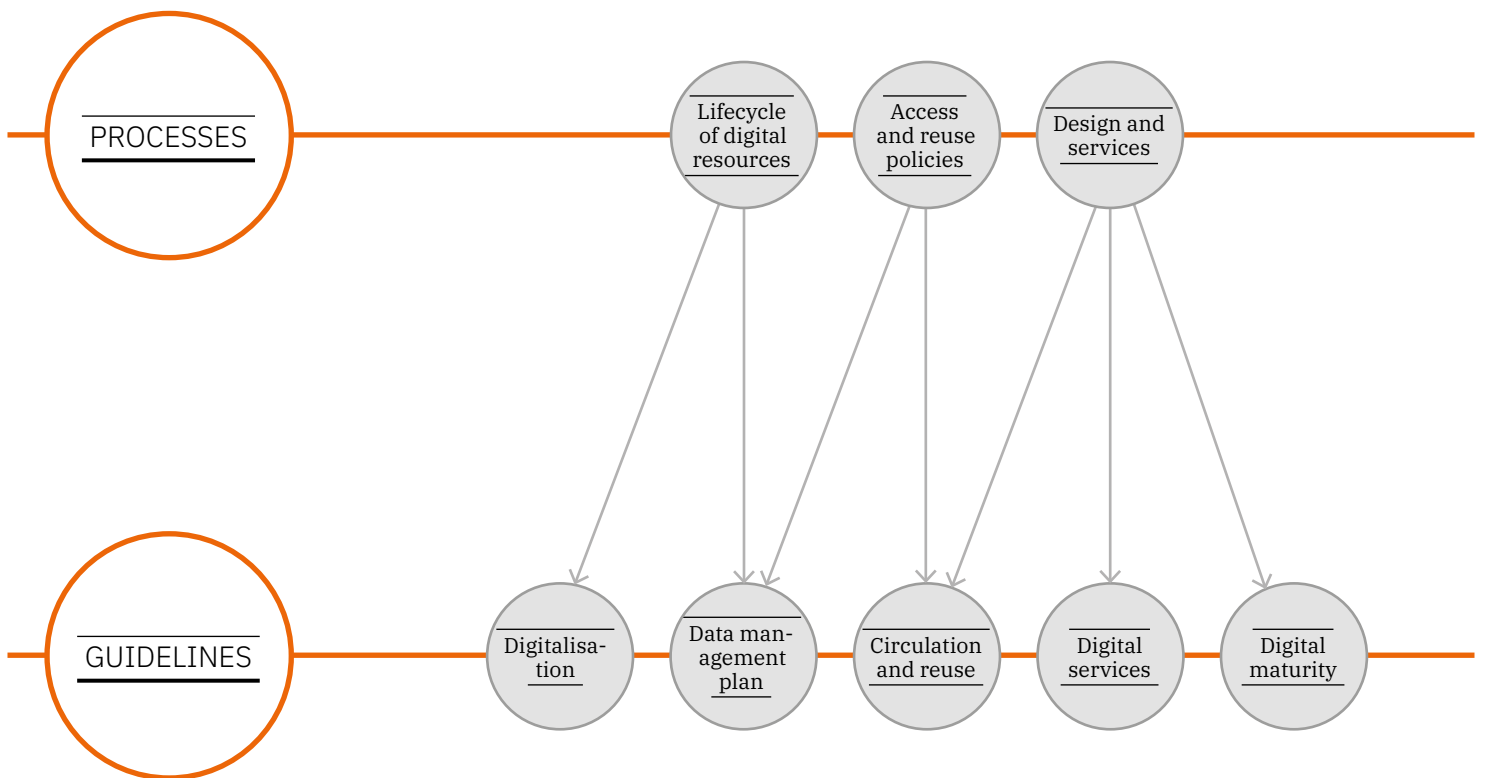 PROCESSES
Lifecycle
of digital
resources
Access
and reuse
policies
Design and
services
GUIDELINES
Digitalisa-
tion
Data man-
agement
plan
Circulation
and reuse
Digital
services
Digital
maturity